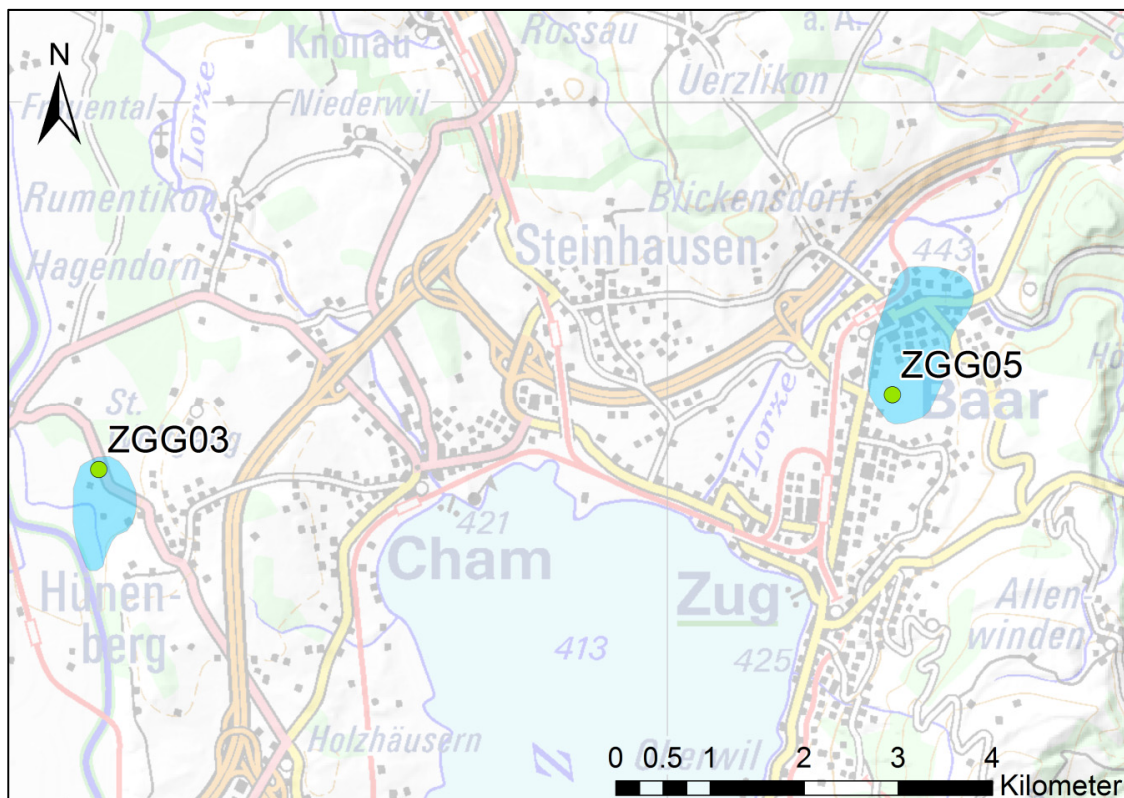 Knonau
Rossau
a. A.
N
Uerzlikon
Niederwil
Frauental
Lorze
Rumentikon
Blickensdorf
Steinhausen
Hagendorn
443
ZGG05
Baar
St.
ZGG03
Lorze
421
Cham
Hünen-
berg
Zug
Allen-
winden
413
425
Holzhäusern
Oberwil
Z
0 0.5 1 2 3 4
Kilometer